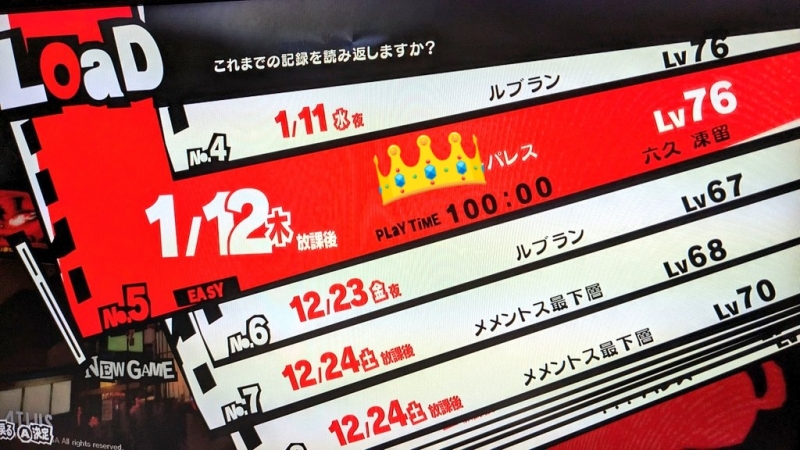 LOAD
これまでの記録を読み返しますか?
1/11 水 夜 ルブラン Lv76
No.4
1/12 木 放課後 パレス Lv76
PLAY TIME 100:00 六久 凍留
No.5 EASY
12/23 金 夜 ルブラン Lv67
No.6
12/24 土 放課後 メメントス最下層 Lv68
No.7
12/24 土 放課後 メメントス最下層 Lv70
NEW GAME
ATLUS
戻る A 決定
All rights reserved.